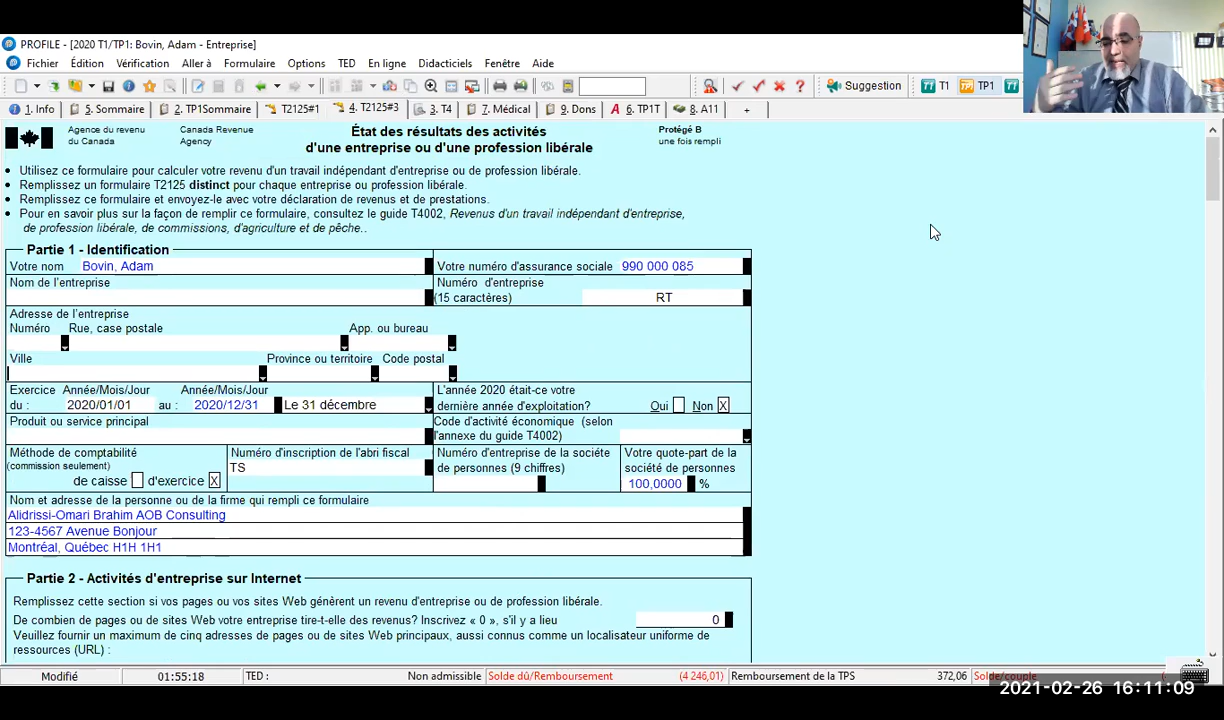 PROFILE - [2020 T1/TP1: Bovin, Adam - Entreprise]
Fichier Édition Vérification Aller à Formulaire Options TED En ligne Didacticiels Fenêtre Aide
Suggestion T1 TP1
1. Info 5. Sommaire 2. TP1Sommaire T2125#1 4. T2125#3 3. T4 7. Médical 9. Dons 6. TP1T 8. A11 +
Agence du revenu du Canada
Canada Revenue Agency
État des résultats des activités
d'une entreprise ou d'une profession libérale
Protégé B
une fois rempli
• Utilisez ce formulaire pour calculer votre revenu d'un travail indépendant d'entreprise ou de profession libérale.
• Remplissez un formulaire T2125 distinct pour chaque entreprise ou profession libérale.
• Remplissez ce formulaire et envoyez-le avec votre déclaration de revenus et de prestations.
• Pour en savoir plus sur la façon de remplir ce formulaire, consultez le guide T4002, Revenus d'un travail indépendant d'entreprise,
de profession libérale, de commissions, d'agriculture et de pêche..
Partie 1 - Identification
Votre nom Bovin, Adam Votre numéro d'assurance sociale 990 000 085
Nom de l'entreprise Numéro d'entreprise
(15 caractères) RT
Adresse de l'entreprise
Numéro Rue, case postale App. ou bureau
Ville Province ou territoire Code postal
Exercice Année/Mois/Jour Année/Mois/Jour L'année 2020 était-ce votre
du : 2020/01/01 au : 2020/12/31 Le 31 décembre dernière année d'exploitation? Oui Non X
Produit ou service principal Code d'activité économique (selon
l'annexe du guide T4002)
Méthode de comptabilité Numéro d'inscription de l'abri fiscal Numéro d'entreprise de la société Votre quote-part de la
(commission seulement) TS de personnes (9 chiffres) société de personnes
de caisse d'exercice X 100,0000 %
Nom et adresse de la personne ou de la firme qui rempli ce formulaire
Alidrissi-Omari Brahim AOB Consulting
123-4567 Avenue Bonjour
Montréal, Québec H1H 1H1
Partie 2 - Activités d'entreprise sur Internet
Remplissez cette section si vos pages ou vos sites Web génèrent un revenu d'entreprise ou de profession libérale.
De combien de pages ou de sites Web votre entreprise tire-t-elle des revenus? Inscrivez « 0 », s'il y a lieu 0
Veuillez fournir un maximum de cinq adresses de pages ou de sites Web principaux, aussi connus comme un localisateur uniforme de
ressources (URL) :
Modifié 01:55:18 TED : Non admissible Solde dû/Remboursement (4 246,01) Remboursement de la TPS 372,06
2021-02-26 16:11:09